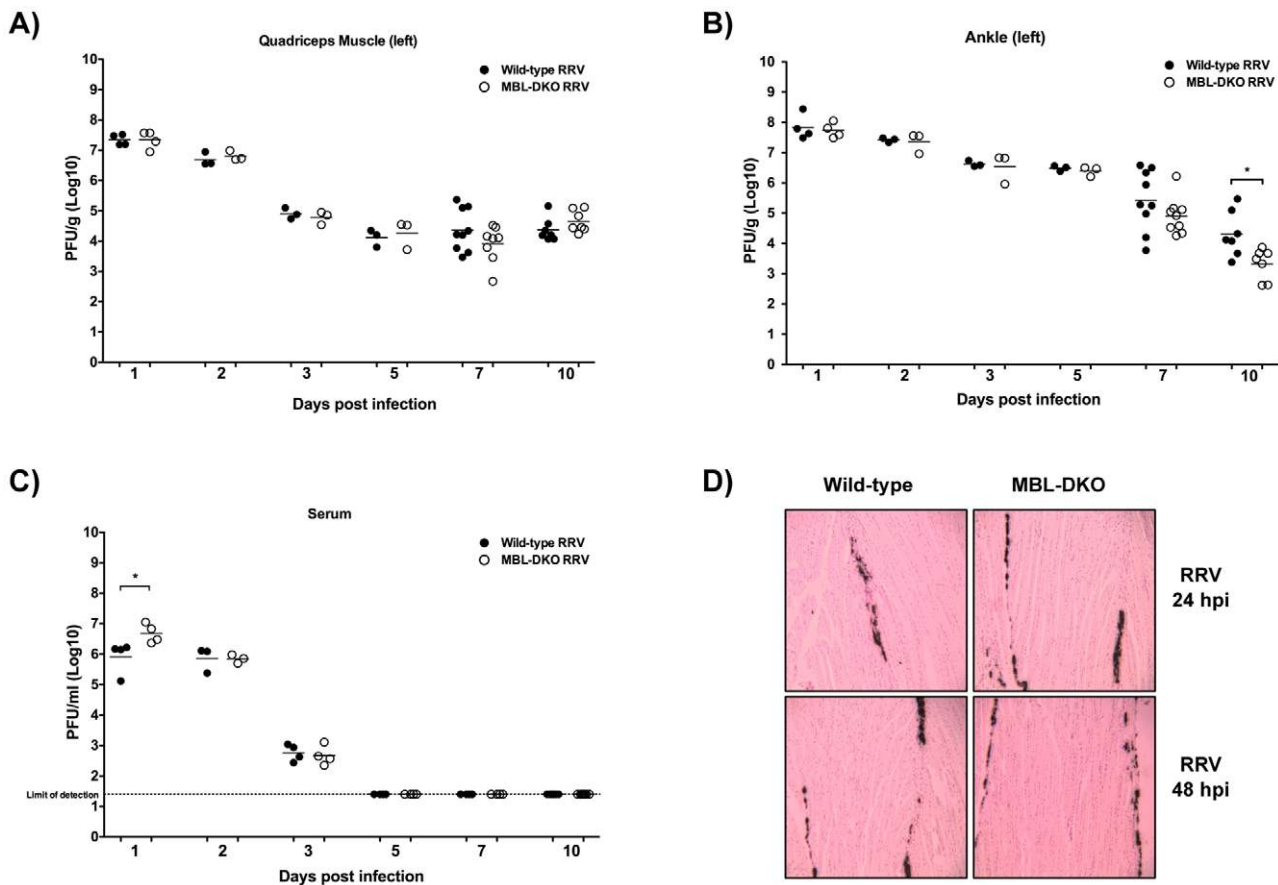 A)
Quadriceps Muscle (left)
Wild-type RRV
MBL-DKO RRV
PFU/g (Log10)
10
9
8
7
6
5
4
3
2
1
0
1 2 3 5 7 10
Days post infection
B)
Ankle (left)
Wild-type RRV
MBL-DKO RRV
PFU/g (Log10)
10
9
8
7
6
5
4
3
2
1
0
*
1 2 3 5 7 10
Days post infection
C)
Serum
Wild-type RRV
MBL-DKO RRV
PFU/ml (Log10)
10
9
8
7
6
5
4
3
2
1
0
*
Limit of detection
1 2 3 5 7 10
Days post infection
D)
Wild-type MBL-DKO
RRV
24 hpi
RRV
48 hpi